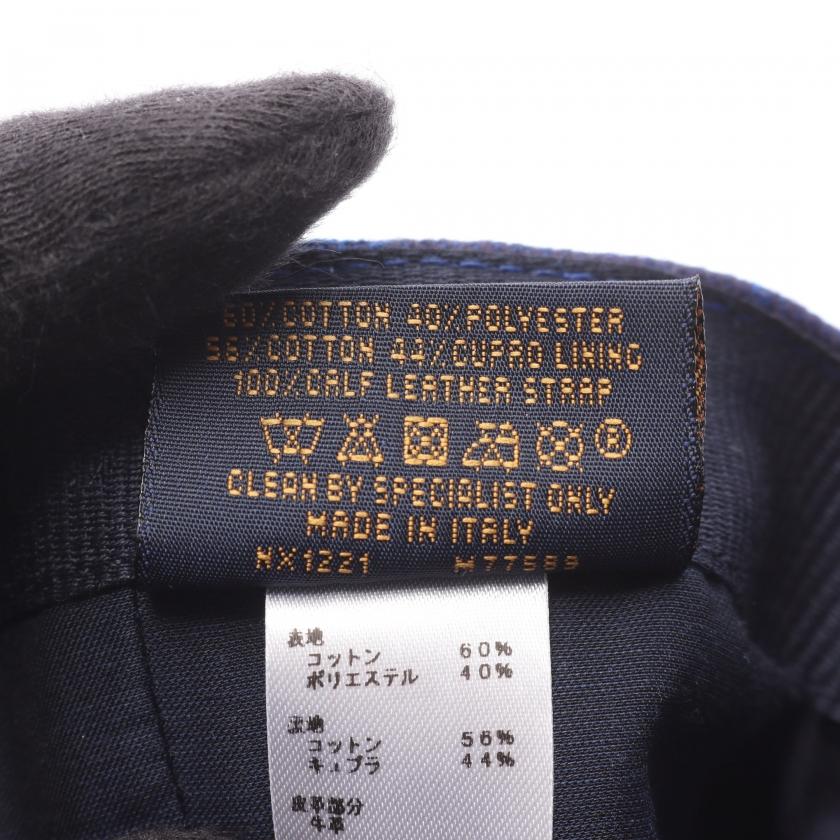 60%COTTON 40%POLYESTER
56%COTTON 44%CUPRO LINING
100%CALF LEATHER STRAP
CLEAN BY SPECIALIST ONLY
MADE IN ITALY
NX1221 M77589
表地
コットン 60%
ポリエステル 40%
裏地
コットン 56%
キュプラ 44%
皮革部分
牛革